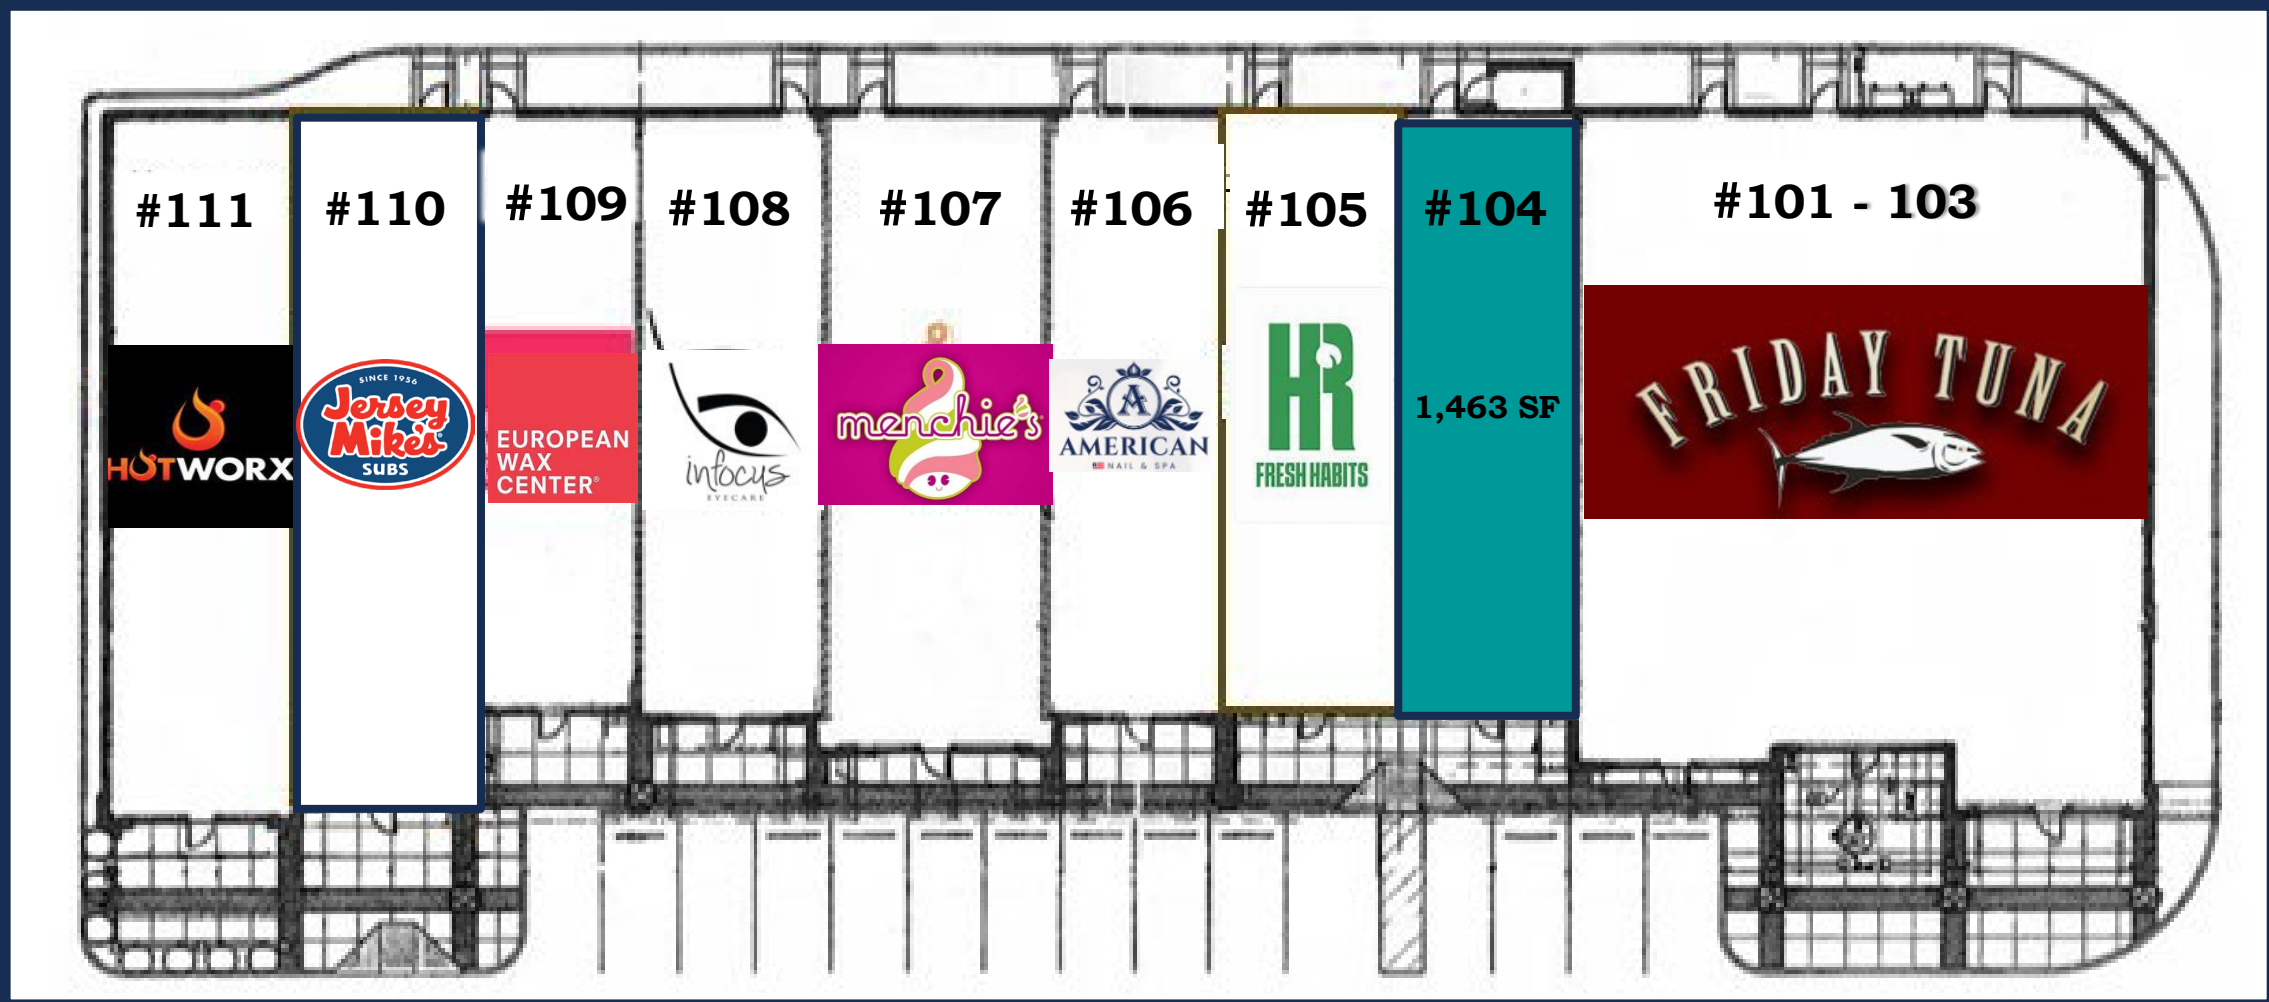 #111
#110
#109
#108
#107
#106
#105
#104
#101 - 103
HOTWORX
SINCE 1956
Jersey
Mike's
SUBS
EUROPEAN
WAX
CENTER®
infocus
EYECARE
menchie's
A
AMERICAN
NAIL & SPA
HR
FRESH HABITS
1,463 SF
FRIDAY TUNA